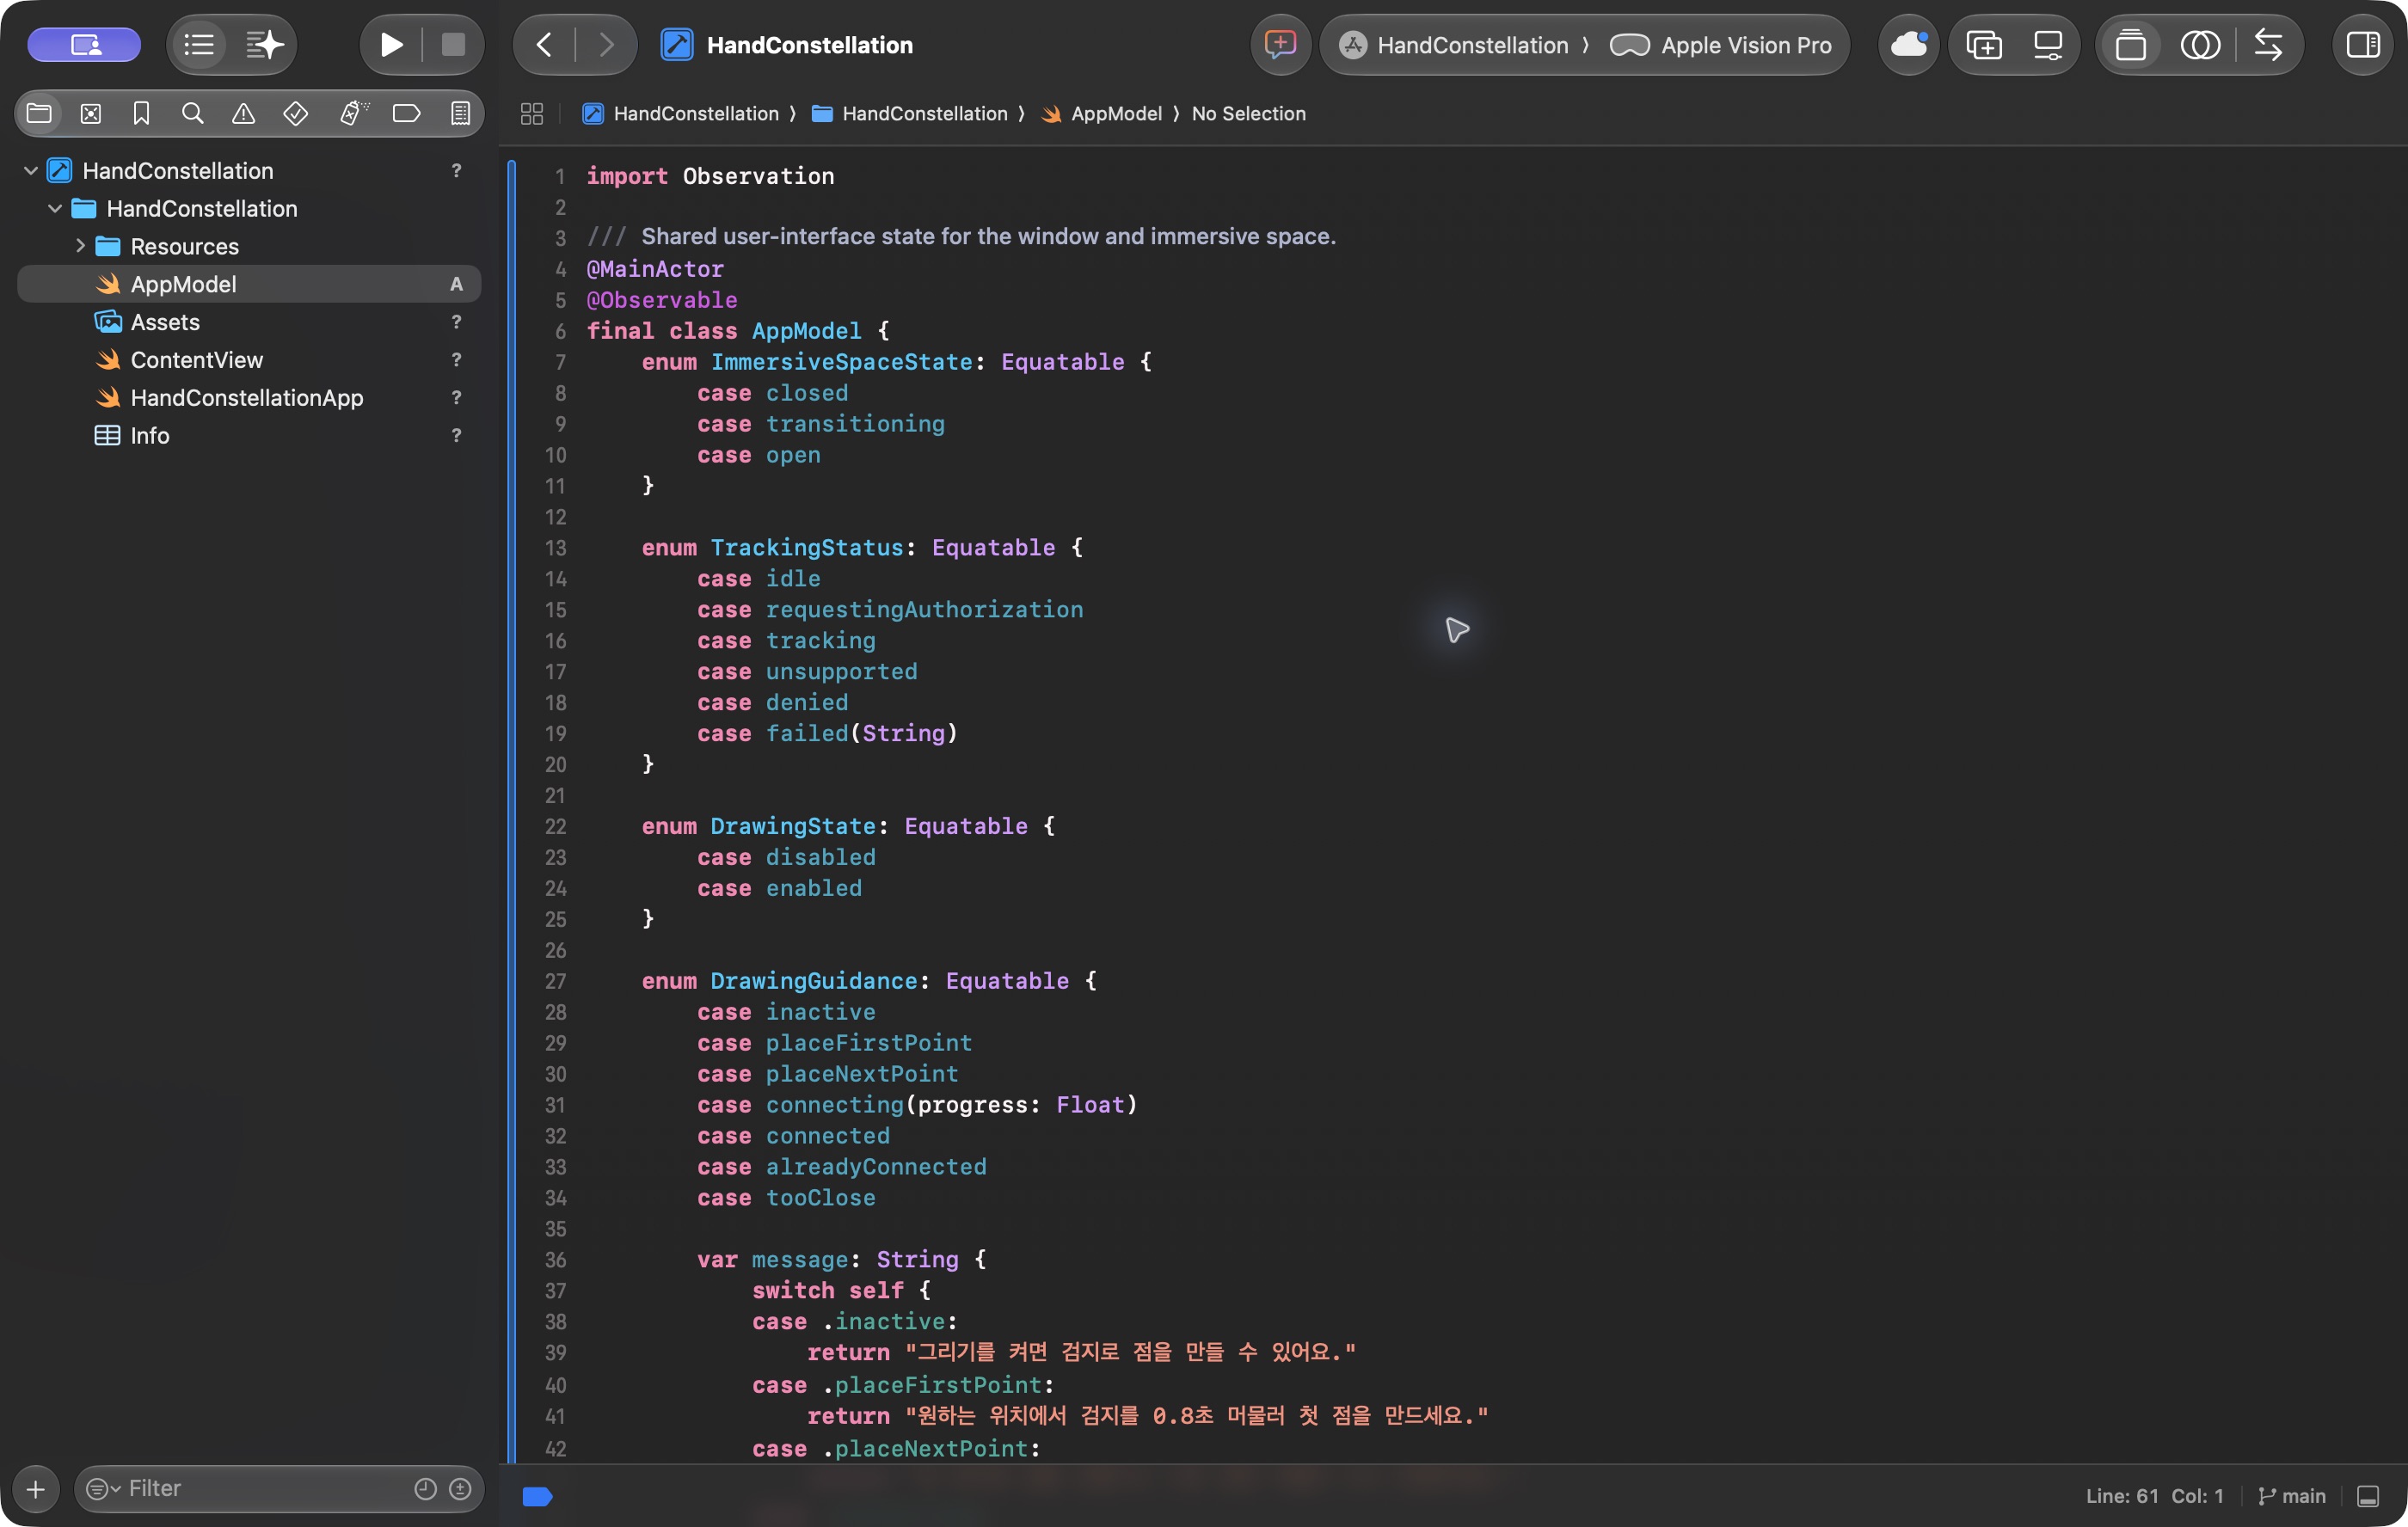 HandConstellation
HandConstellation 〉 Apple Vision Pro
HandConstellation 〉 HandConstellation 〉 AppModel 〉 No Selection
HandConstellation ?
HandConstellation
Resources
AppModel A
Assets ?
ContentView ?
HandConstellationApp ?
Info ?
Filter
1 import Observation
2
3 /// Shared user-interface state for the window and immersive space.
4 @MainActor
5 @Observable
6 final class AppModel {
7 enum ImmersiveSpaceState: Equatable {
8 case closed
9 case transitioning
10 case open
11 }
12
13 enum TrackingStatus: Equatable {
14 case idle
15 case requestingAuthorization
16 case tracking
17 case unsupported
18 case denied
19 case failed(String)
20 }
21
22 enum DrawingState: Equatable {
23 case disabled
24 case enabled
25 }
26
27 enum DrawingGuidance: Equatable {
28 case inactive
29 case placeFirstPoint
30 case placeNextPoint
31 case connecting(progress: Float)
32 case connected
33 case alreadyConnected
34 case tooClose
35
36 var message: String {
37 switch self {
38 case .inactive:
39 return "그리기를 켜면 검지로 점을 만들 수 있어요."
40 case .placeFirstPoint:
41 return "원하는 위치에서 검지를 0.8초 머물러 첫 점을 만드세요."
42 case .placeNextPoint:
Line: 61 Col: 1
main